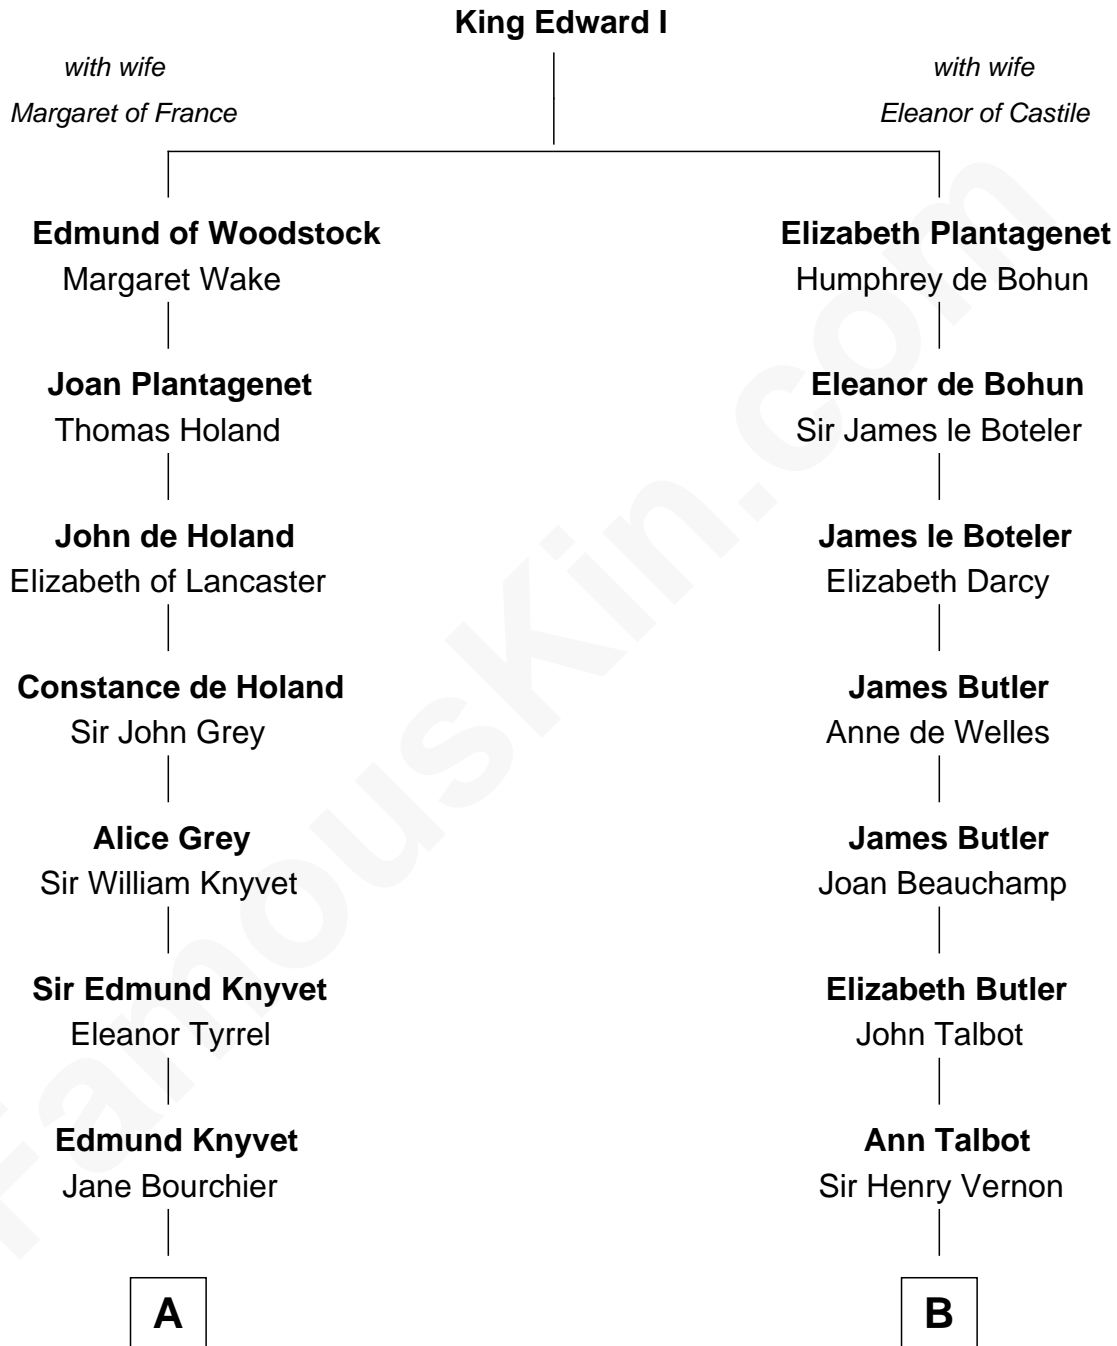 King Edward I
with wife
Margaret of France
with wife
Eleanor of Castile
Edmund of Woodstock
Margaret Wake
Elizabeth Plantagenet
Humphrey de Bohun
Joan Plantagenet
Thomas Holand
Eleanor de Bohun
Sir James le Boteler
John de Holand
Elizabeth of Lancaster
James le Boteler
Elizabeth Darcy
Constance de Holand
Sir John Grey
James Butler
Anne de Welles
Alice Grey
Sir William Knyvet
James Butler
Joan Beauchamp
Sir Edmund Knyvet
Eleanor Tyrrel
Elizabeth Butler
John Talbot
Edmund Knyvet
Jane Bourchier
Ann Talbot
Sir Henry Vernon
A
B
FamousKin.com